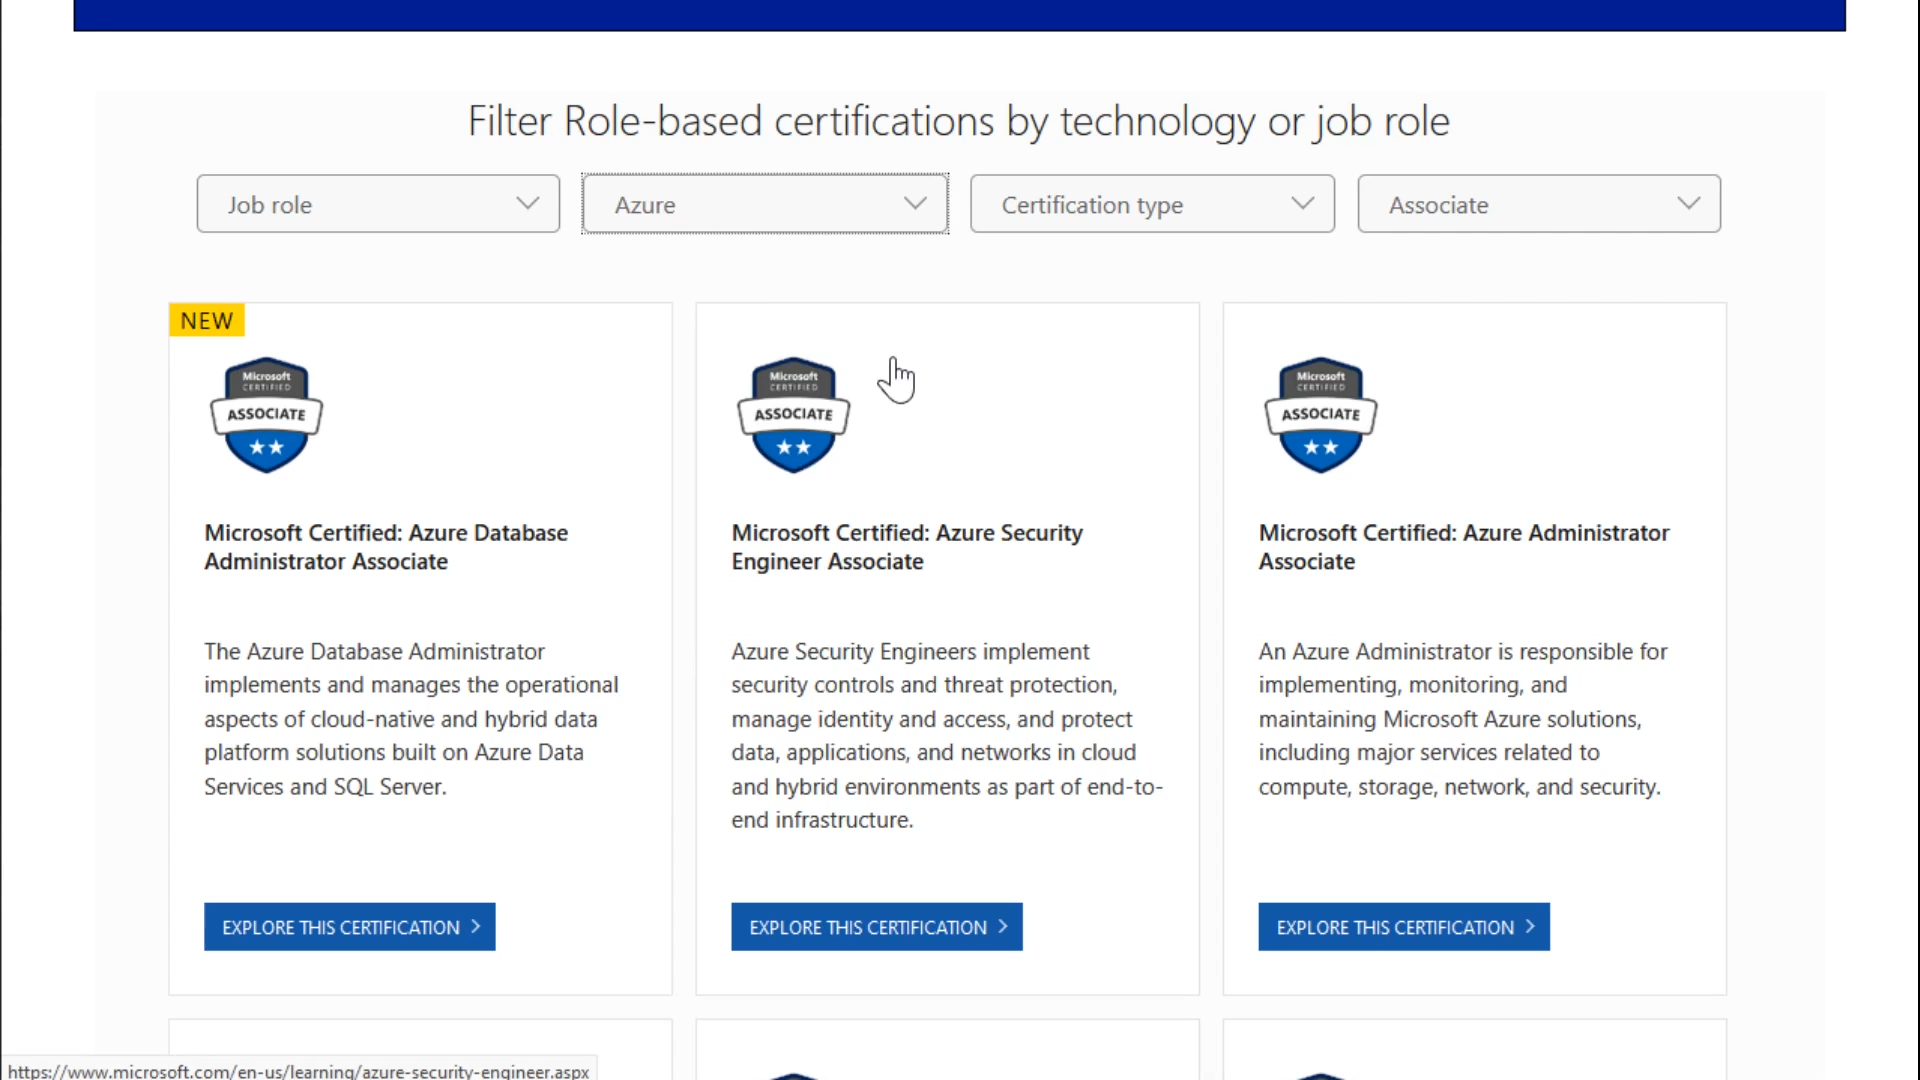 Filter Role-based certifications by technology or job role
Job role
Azure
Certification type
Associate
NEW
Microsoft
CERTIFIED
ASSOCIATE
Microsoft Certified: Azure Database
Administrator Associate
The Azure Database Administrator
implements and manages the operational
aspects of cloud-native and hybrid data
platform solutions built on Azure Data
Services and SQL Server.
EXPLORE THIS CERTIFICATION
Microsoft
CERTIFIED
ASSOCIATE
Microsoft Certified: Azure Security
Engineer Associate
Azure Security Engineers implement
security controls and threat protection,
manage identity and access, and protect
data, applications, and networks in cloud
and hybrid environments as part of end-to-
end infrastructure.
EXPLORE THIS CERTIFICATION
Microsoft
CERTIFIED
ASSOCIATE
Microsoft Certified: Azure Administrator
Associate
An Azure Administrator is responsible for
implementing, monitoring, and
maintaining Microsoft Azure solutions,
including major services related to
compute, storage, network, and security.
EXPLORE THIS CERTIFICATION
https://www.microsoft.com/en-us/learning/azure-security-engineer.aspx